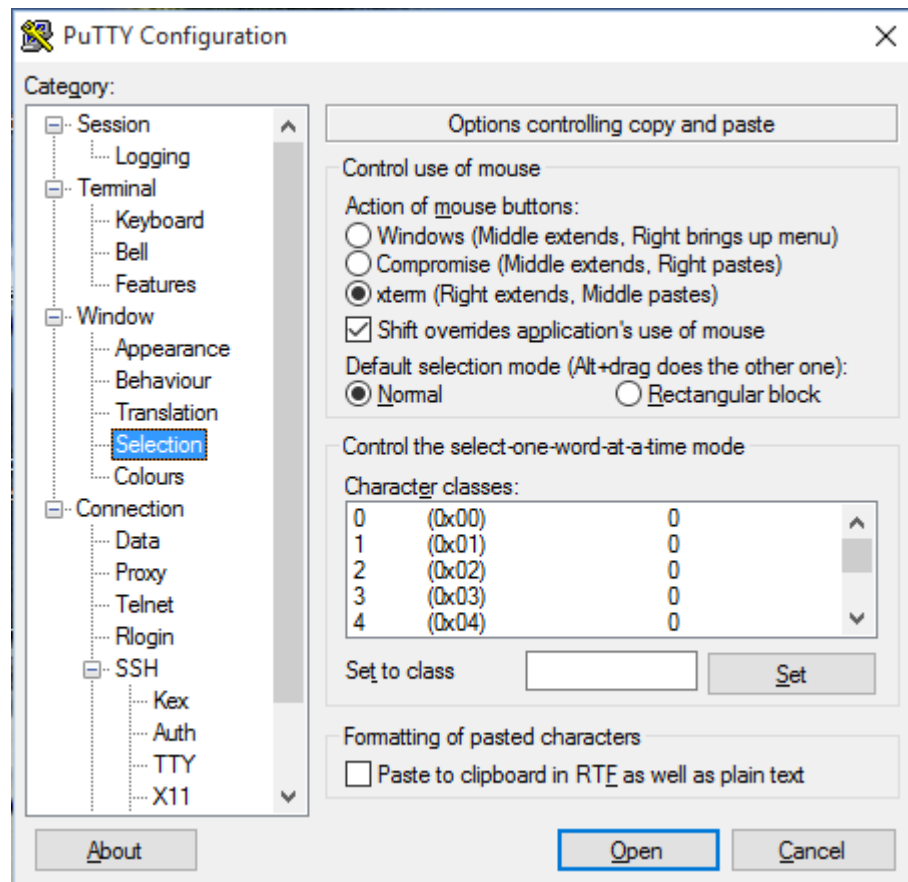 PuTTY Configuration
Category:
Session
Logging
Terminal
Keyboard
Bell
Features
Window
Appearance
Behaviour
Translation
Selection
Colours
Connection
Data
Proxy
Telnet
Rlogin
SSH
Kex
Auth
TTY
X11
Options controlling copy and paste
Control use of mouse
Action of mouse buttons:
Windows (Middle extends, Right brings up menu)
Compromise (Middle extends, Right pastes)
xterm (Right extends, Middle pastes)
Shift overrides application's use of mouse
Default selection mode (Alt+drag does the other one):
Normal Rectangular block
Control the select-one-word-at-a-time mode
Character classes:
0 (0x00) 0
1 (0x01) 0
2 (0x02) 0
3 (0x03) 0
4 (0x04) 0
Set to class Set
Formatting of pasted characters
Paste to clipboard in RTF as well as plain text
About Open Cancel